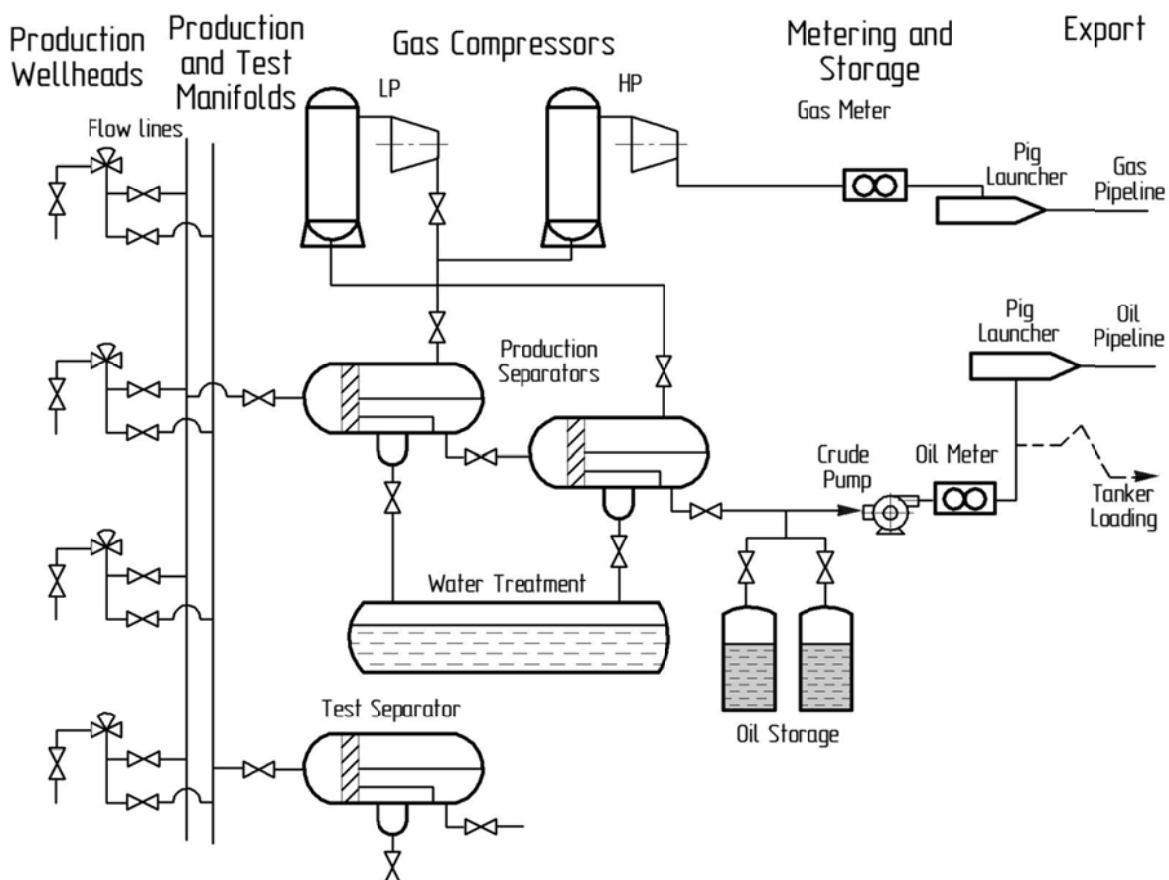 Production
Wellheads
Production
and Test
Manifolds
Gas Compressors
Metering and
Storage
Export
LP
HP
Gas Meter
Flow lines
Pig
Launcher
Gas
Pipeline
Production
Separators
Pig
Launcher
Oil
Pipeline
Crude
Pump
Oil Meter
Tanker
Loading
Water Treatment
Test Separator
Oil Storage